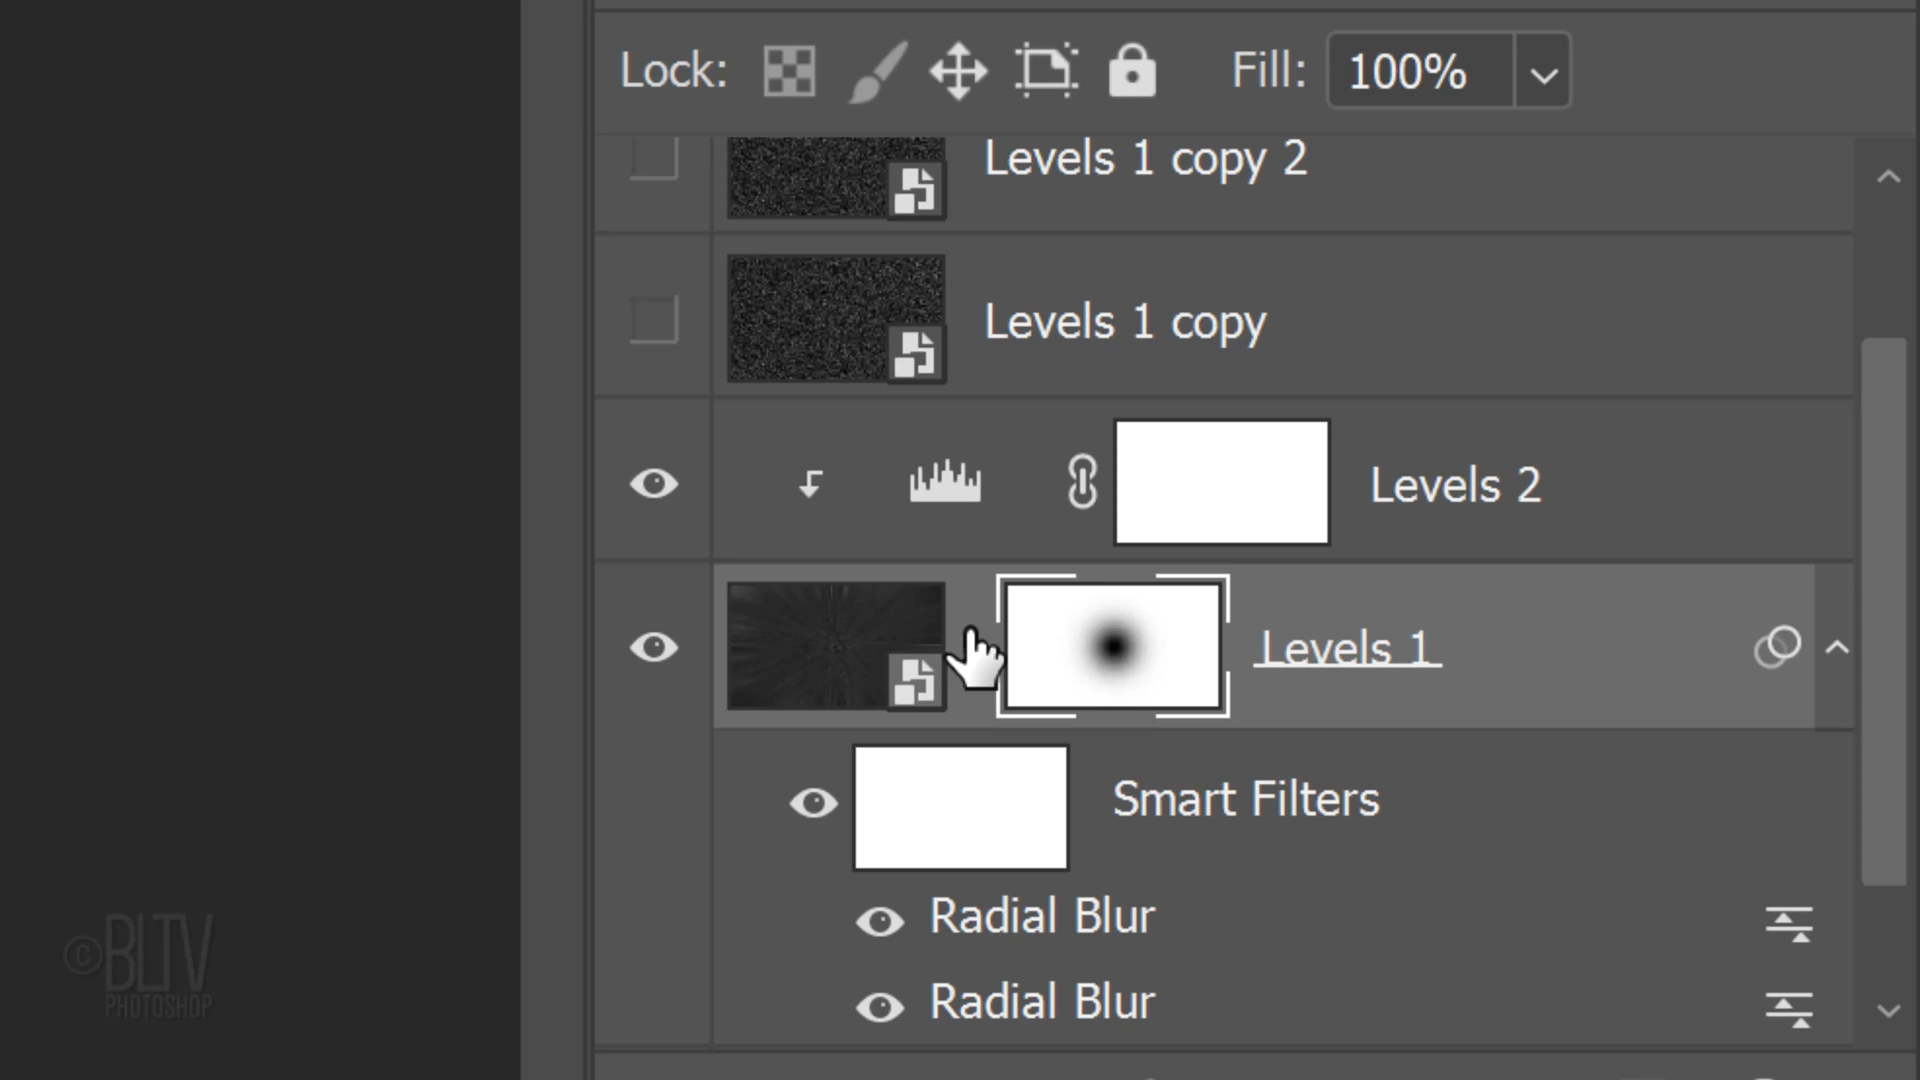 Lock: Fill: 100%
Levels 1 copy 2
Levels 1 copy
Levels 2
Levels 1
Smart Filters
Radial Blur
Radial Blur
©BLTV
PHOTOSHOP